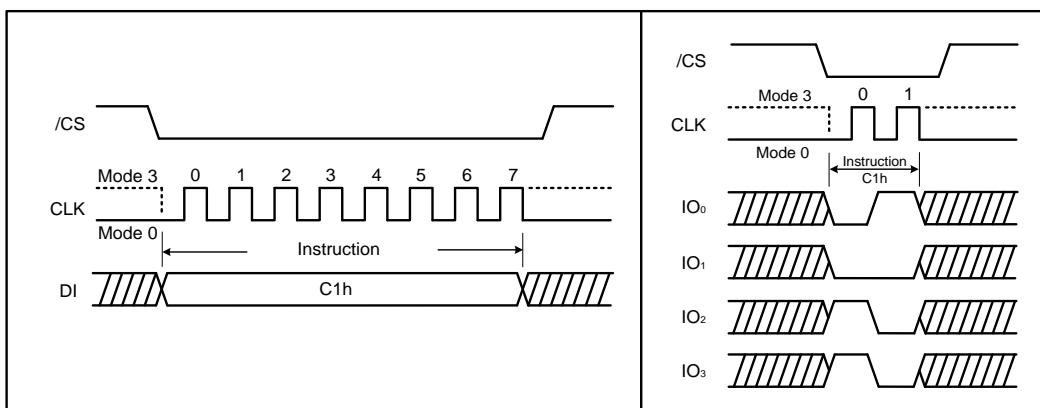 /CS
Mode 3
0 1 2 3 4 5 6 7
CLK
Mode 0
Instruction
DI
C1h
/CS
Mode 3
0 1
CLK
Mode 0
Instruction
C1h
IO₀
IO₁
IO₂
IO₃